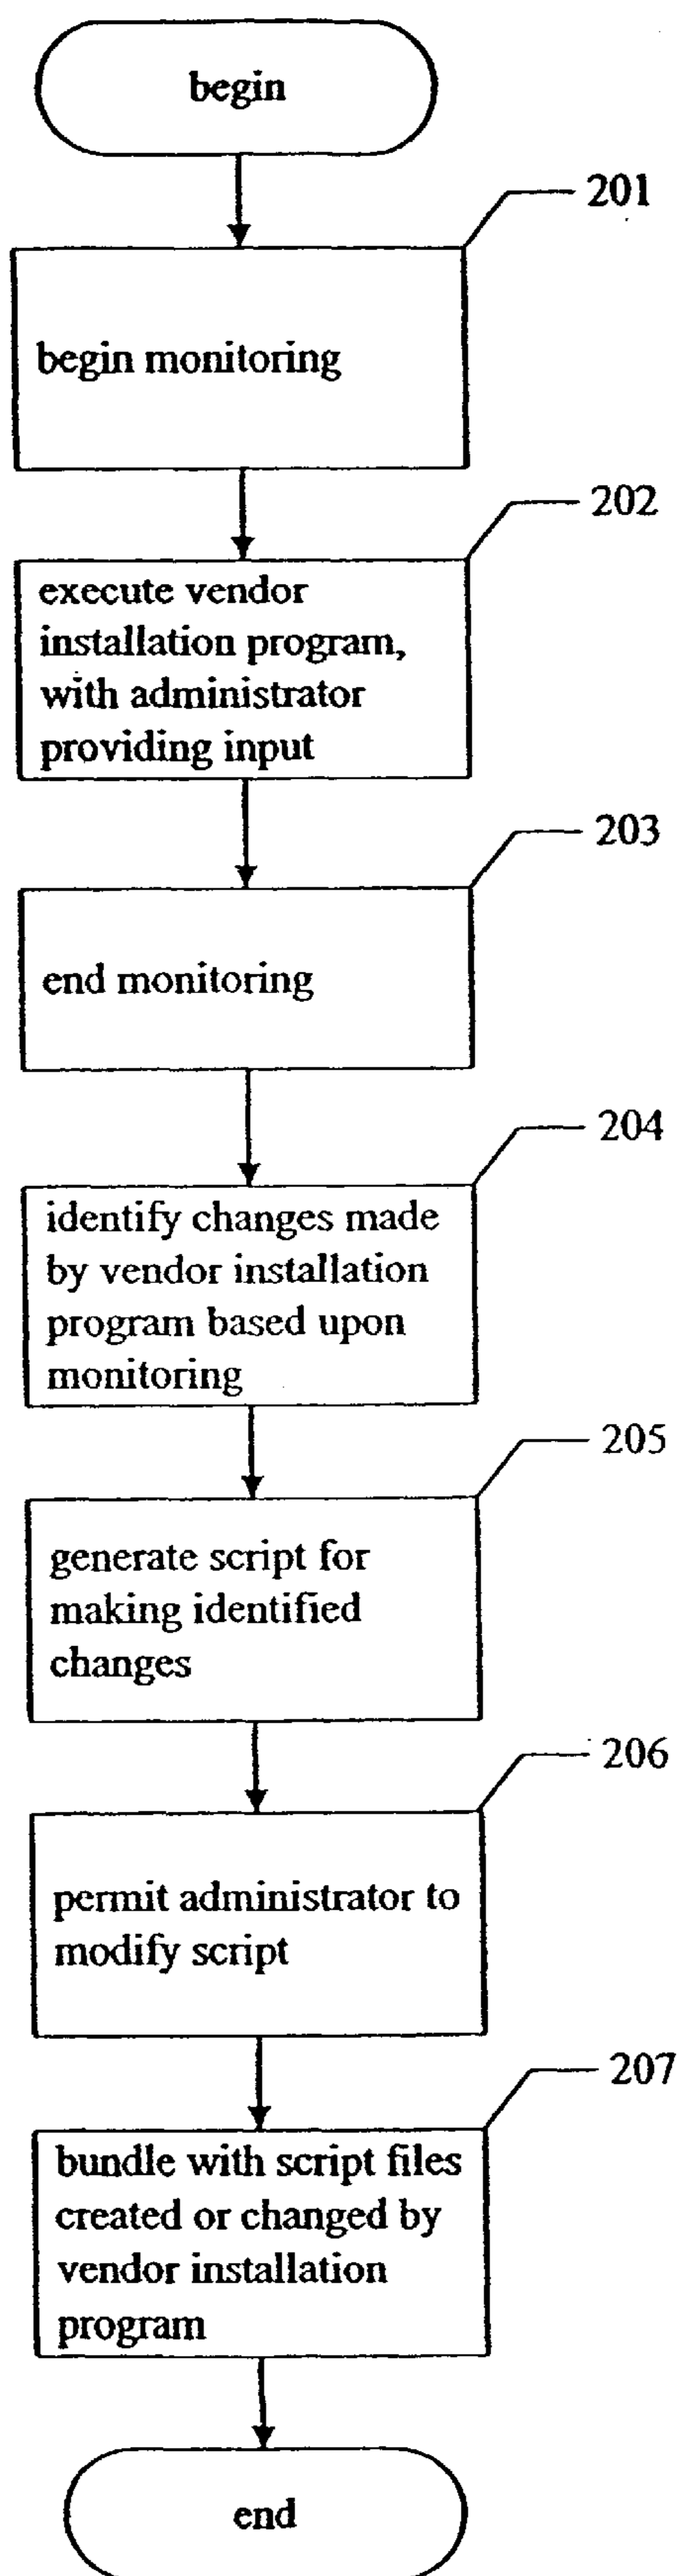 begin
201
begin monitoring
202
execute vendor
installation program,
with administrator
providing input
203
end monitoring
204
identify changes made
by vendor installation
program based upon
monitoring
205
generate script for
making identified
changes
206
permit administrator to
modify script
207
bundle with script files
created or changed by
vendor installation
program
end